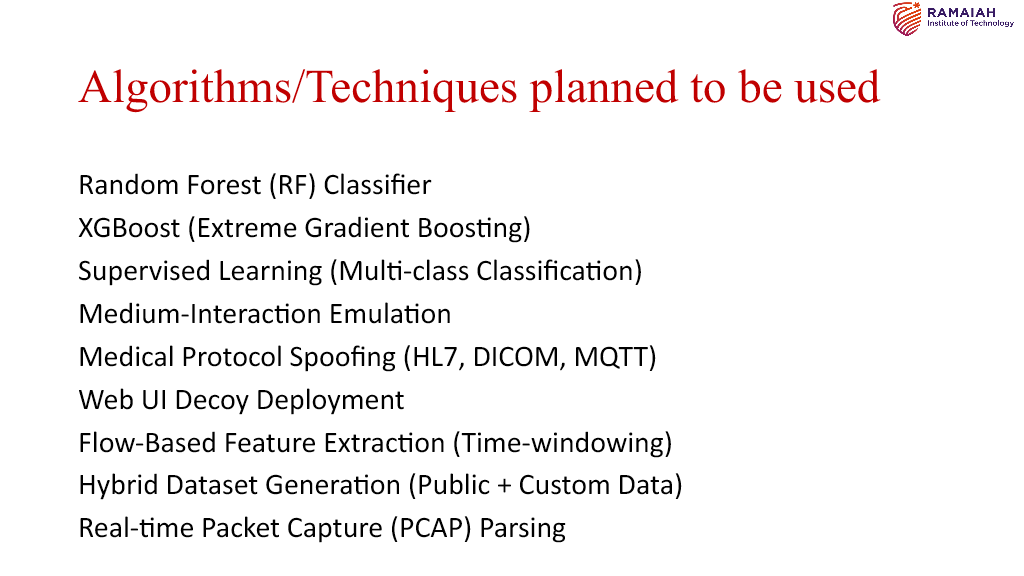 RAMAIAH
Institute of Technology
Algorithms/Techniques planned to be used
Random Forest (RF) Classifier
XGBoost (Extreme Gradient Boosting)
Supervised Learning (Multi-class Classification)
Medium-Interaction Emulation
Medical Protocol Spoofing (HL7, DICOM, MQTT)
Web UI Decoy Deployment
Flow-Based Feature Extraction (Time-windowing)
Hybrid Dataset Generation (Public + Custom Data)
Real-time Packet Capture (PCAP) Parsing